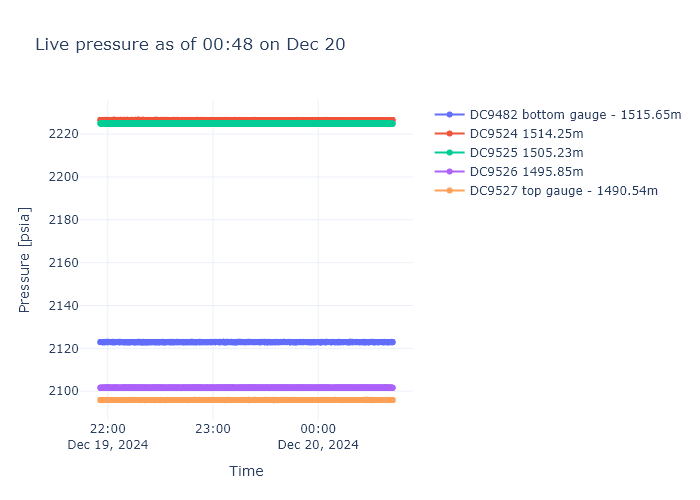 Live pressure as of 00:48 on Dec 20
DC9482 bottom gauge - 1515.65m
DC9524 1514.25m
DC9525 1505.23m
DC9526 1495.85m
DC9527 top gauge - 1490.54m
Pressure [psia]
2220
2200
2180
2160
2140
2120
2100
22:00
Dec 19, 2024
23:00
00:00
Dec 20, 2024
Time